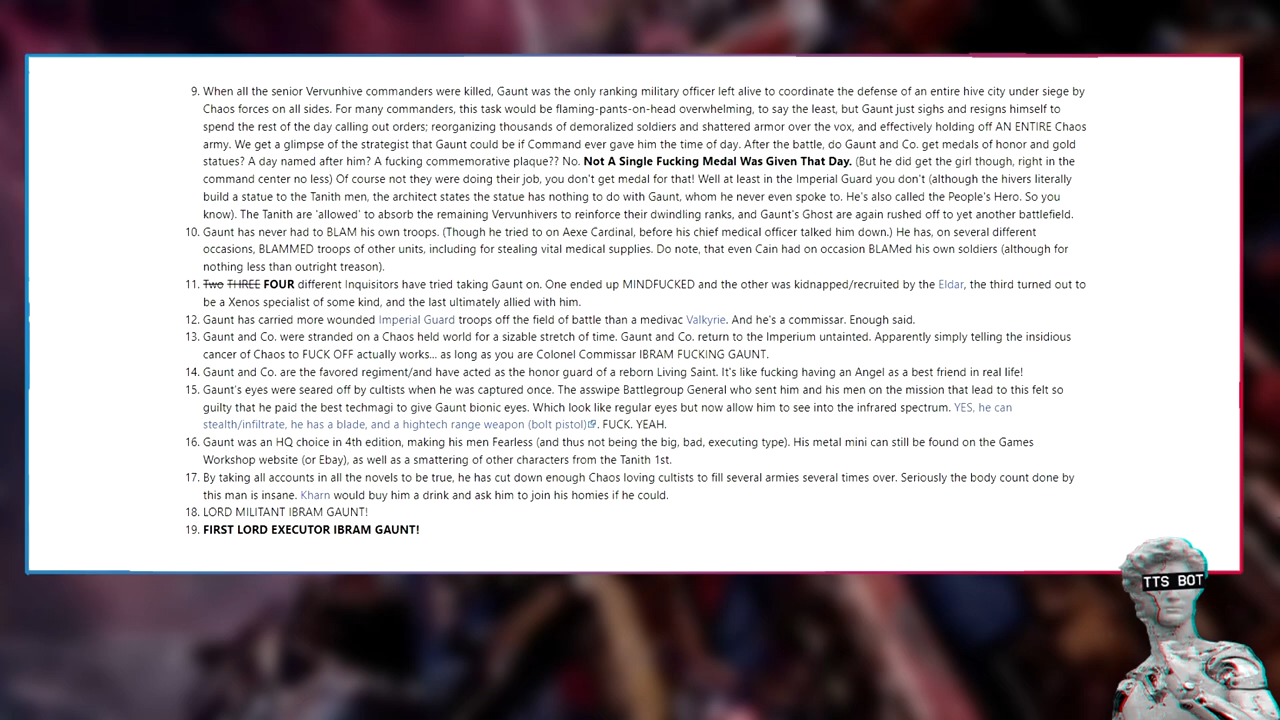 9. When all the senior Vervunhive commanders were killed, Gaunt was the only ranking military officer left alive to coordinate the defense of an entire hive city under siege by
Chaos forces on all sides. For many commanders, this task would be flaming-pants-on-head overwhelming, to say the least, but Gaunt just sighs and resigns himself to
spend the rest of the day calling out orders; reorganizing thousands of demoralized soldiers and shattered armor over the vox, and effectively holding off AN ENTIRE Chaos
army. We get a glimpse of the strategist that Gaunt could be if Command ever gave him the time of day. After the battle, do Gaunt and Co. get medals of honor and gold
statues? A day named after him? A fucking commemorative plaque?? No. Not A Single Fucking Medal Was Given That Day. (But he did get the girl though, right in the
command center no less) Of course not they were doing their job, you don't get medal for that! Well at least in the Imperial Guard you don't (although the hivers literally
build a statue to the Tanith men, the architect states the statue has nothing to do with Gaunt, whom he never even spoke to. He's also called the People's Hero. So you
know). The Tanith are 'allowed' to absorb the remaining Vervunhivers to reinforce their dwindling ranks, and Gaunt's Ghost are again rushed off to yet another battlefield.
10. Gaunt has never had to BLAM his own troops. (Though he tried to on Aexe Cardinal, before his chief medical officer talked him down.) He has, on several different
occasions, BLAMMED troops of other units, including for stealing vital medical supplies. Do note, that even Cain had on occasion BLAMed his own soldiers (although for
nothing less than outright treason).
11. Two THREE FOUR different Inquisitors have tried taking Gaunt on. One ended up MINDFUCKED and the other was kidnapped/recruited by the Eldar, the third turned out to
be a Xenos specialist of some kind, and the last ultimately allied with him.
12. Gaunt has carried more wounded Imperial Guard troops off the field of battle than a medivac Valkyrie. And he's a commissar. Enough said.
13. Gaunt and Co. were stranded on a Chaos held world for a sizable stretch of time. Gaunt and Co. return to the Imperium untainted. Apparently simply telling the insidious
cancer of Chaos to FUCK OFF actually works... as long as you are Colonel Commissar IBRAM FUCKING GAUNT.
14. Gaunt and Co. are the favored regiment/and have acted as the honor guard of a reborn Living Saint. It's like fucking having an Angel as a best friend in real life!
15. Gaunt's eyes were seared off by cultists when he was captured once. The asswipe Battlegroup General who sent him and his men on the mission that lead to this felt so
guilty that he paid the best techmagi to give Gaunt bionic eyes. Which look like regular eyes but now allow him to see into the infrared spectrum. YES, he can
stealth/infiltrate, he has a blade, and a hightech range weapon (bolt pistol). FUCK. YEAH.
16. Gaunt was an HQ choice in 4th edition, making his men Fearless (and thus not being the big, bad, executing type). His metal mini can still be found on the Games
Workshop website (or Ebay), as well as a smattering of other characters from the Tanith 1st.
17. By taking all accounts in all the novels to be true, he has cut down enough Chaos loving cultists to fill several armies several times over. Seriously the body count done by
this man is insane. Kharn would buy him a drink and ask him to join his homies if he could.
18. LORD MILITANT IBRAM GAUNT!
19. FIRST LORD EXECUTOR IBRAM GAUNT!
TTS BOT